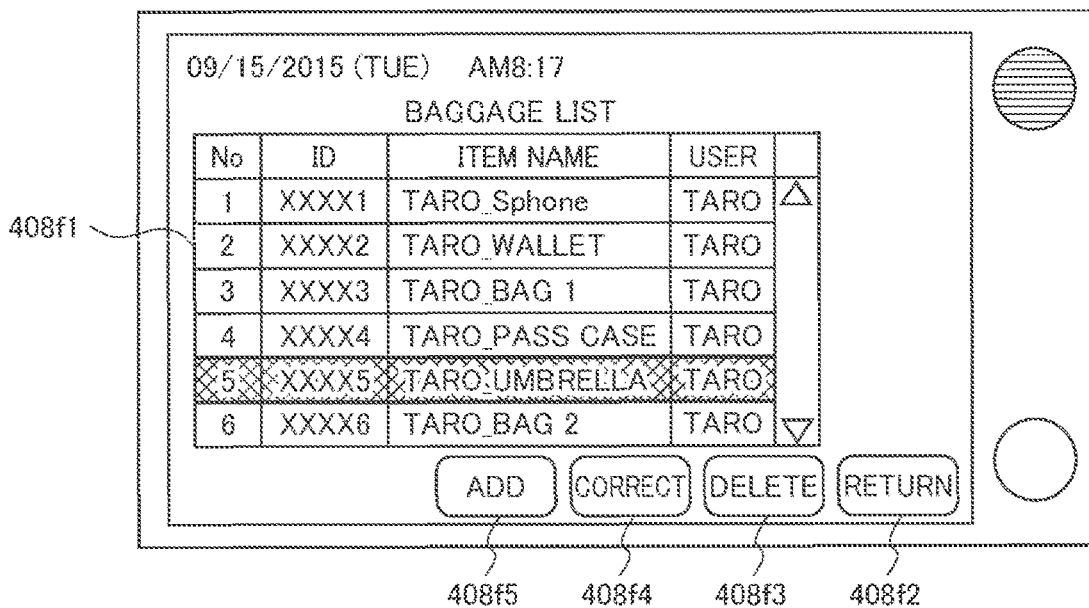 09/15/2015 (TUE) AM8:17
BAGGAGE LIST
No ID ITEM NAME USER
1 XXXX1 TARO_Sphone TARO
408f1
2 XXXX2 TARO_WALLET TARO
3 XXXX3 TARO_BAG 1 TARO
4 XXXX4 TARO_PASS CASE TARO
5 XXXX5 TARO_UMBRELLA TARO
6 XXXX6 TARO_BAG 2 TARO
ADD CORRECT DELETE RETURN
408f5 408f4 408f3 408f2